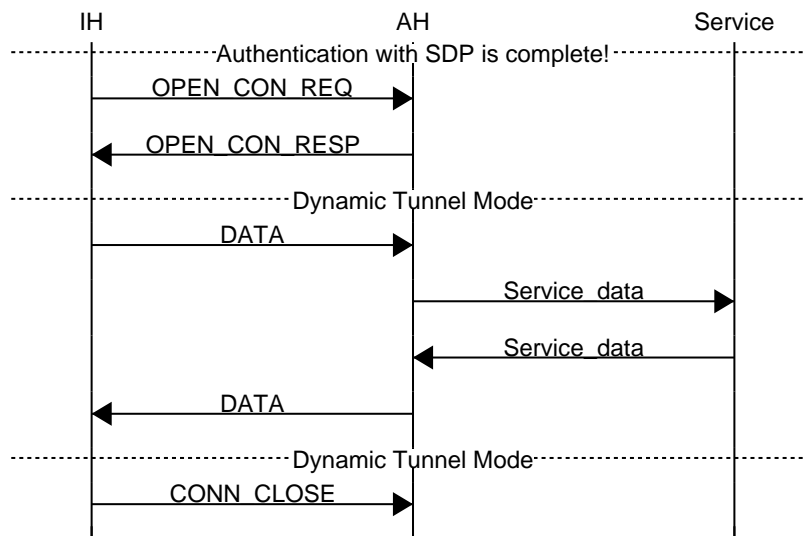 IH AH Service
Authentication with SDP is complete!
OPEN_CON_REQ
OPEN_CON_RESP
Dynamic Tunnel Mode
DATA
Service_data
Service_data
DATA
Dynamic Tunnel Mode
CONN_CLOSE